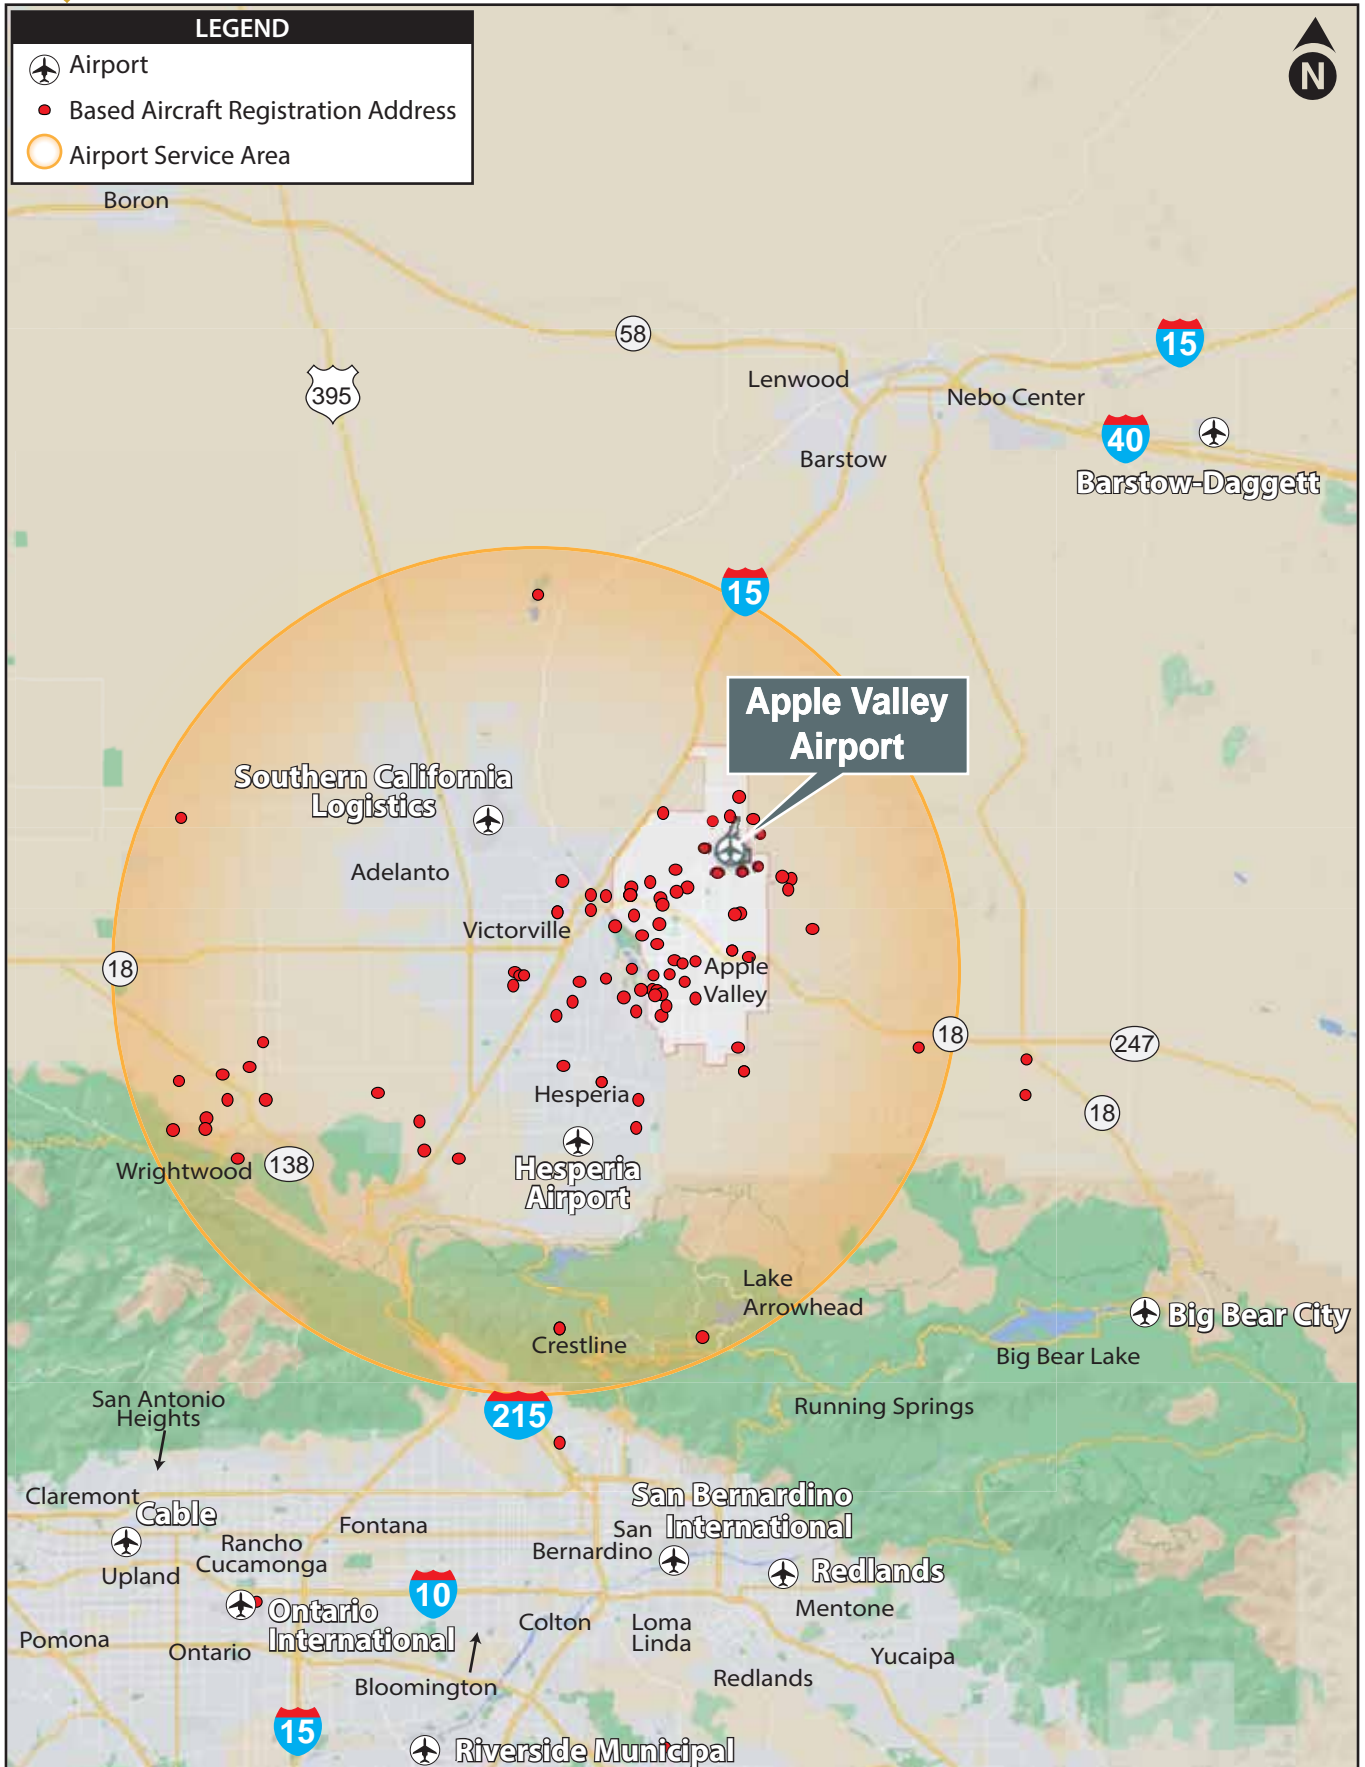 LEGEND
Airport
Based Aircraft Registration Address
Airport Service Area
N
Boron
58
15
395
Lenwood
Nebo Center
40
Barstow
Barstow-Daggett
15
Apple Valley
Airport
Southern California
Logistics
Adelanto
Victorville
18
Apple
Valley
18
247
18
Hesperia
Wrightwood
138
Hesperia
Airport
Lake
Arrowhead
Big Bear City
Crestline
Big Bear Lake
San Antonio
Heights
215
Running Springs
Claremont
Cable
San Bernardino
International
Fontana
San
Bernardino
Rancho
Cucamonga
Upland
10
Redlands
Mentone
Ontario
International
Colton
Loma
Linda
Pomona
Ontario
Yucaipa
Bloomington
Redlands
15
Riverside Municipal